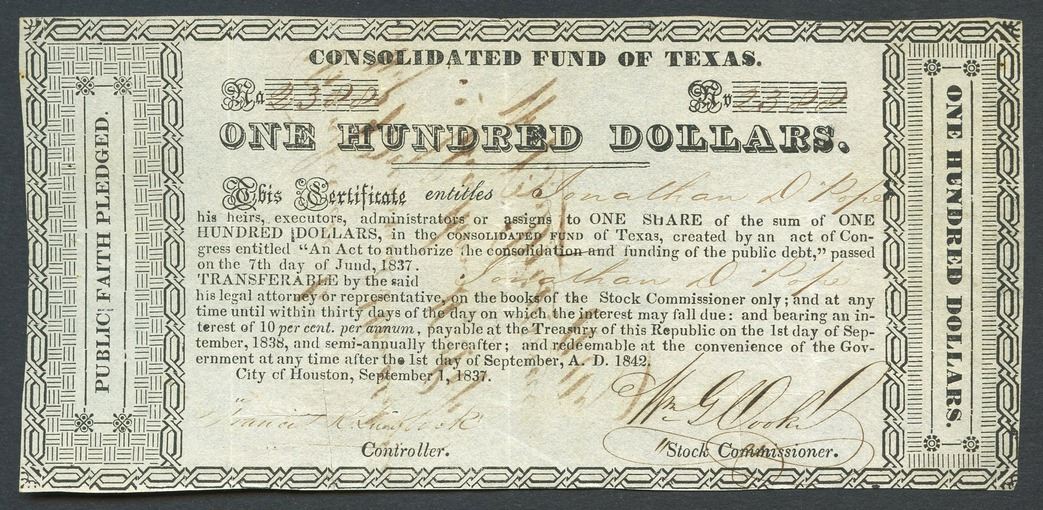 CONSOLIDATED FUND OF TEXAS.
No 2322 No 2322
ONE HUNDRED DOLLARS.
This Certificate entitles Jonathan D Pope
his heirs, executors, administrators or assigns to ONE SHARE of the sum of ONE
HUNDRED DOLLARS, in the CONSOLIDATED FUND of Texas, created by an act of Con-
gress entitled “An Act to authorize the consolidation and funding of the public debt,” passed
on the 7th day of Jund, 1837.
TRANSFERABLE by the said Jonathan D Pope
his legal attorney or representative, on the books of the Stock Commissioner only; and at any
time until within thirty days of the day on which the interest may fall due: and bearing an in-
terest of 10 per cent. per annum, payable at the Treasury of this Republic on the 1st day of Sep-
tember, 1838, and semi-annually thereafter; and redeemable at the convenience of the Gov-
ernment at any time after the 1st day of September, A. D. 1842.
City of Houston, September 1, 1837.
Francis R Lubbock Wm G Cooke
Controller. Stock Commissioner.
PUBLIC FAITH PLEDGED.
ONE HUNDRED DOLLARS.